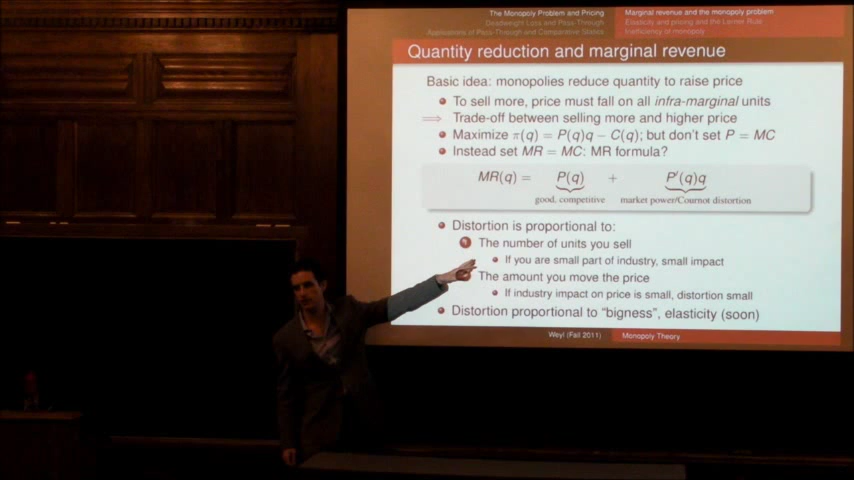 The Monopoly Problem and Pricing
Deadweight Loss and Pass-Through
Applications of Pass-Through and Comparative Statics
Marginal revenue and the monopoly problem
Elasticity and pricing and the Lerner Rule
Inefficiency of monopoly
Quantity reduction and marginal revenue
Basic idea: monopolies reduce quantity to raise price
To sell more, price must fall on all infra-marginal units
⟹ Trade-off between selling more and higher price
Maximize π(q) = P(q)q − C(q); but don't set P = MC
Instead set MR = MC: MR formula?
MR(q) = P(q) + P′(q)q
good, competitive market power/Cournot distortion
Distortion is proportional to:
1 The number of units you sell
If you are small part of industry, small impact
The amount you move the price
If industry impact on price is small, distortion small
Distortion proportional to "bigness", elasticity (soon)
Weyl (Fall 2011) Monopoly Theory